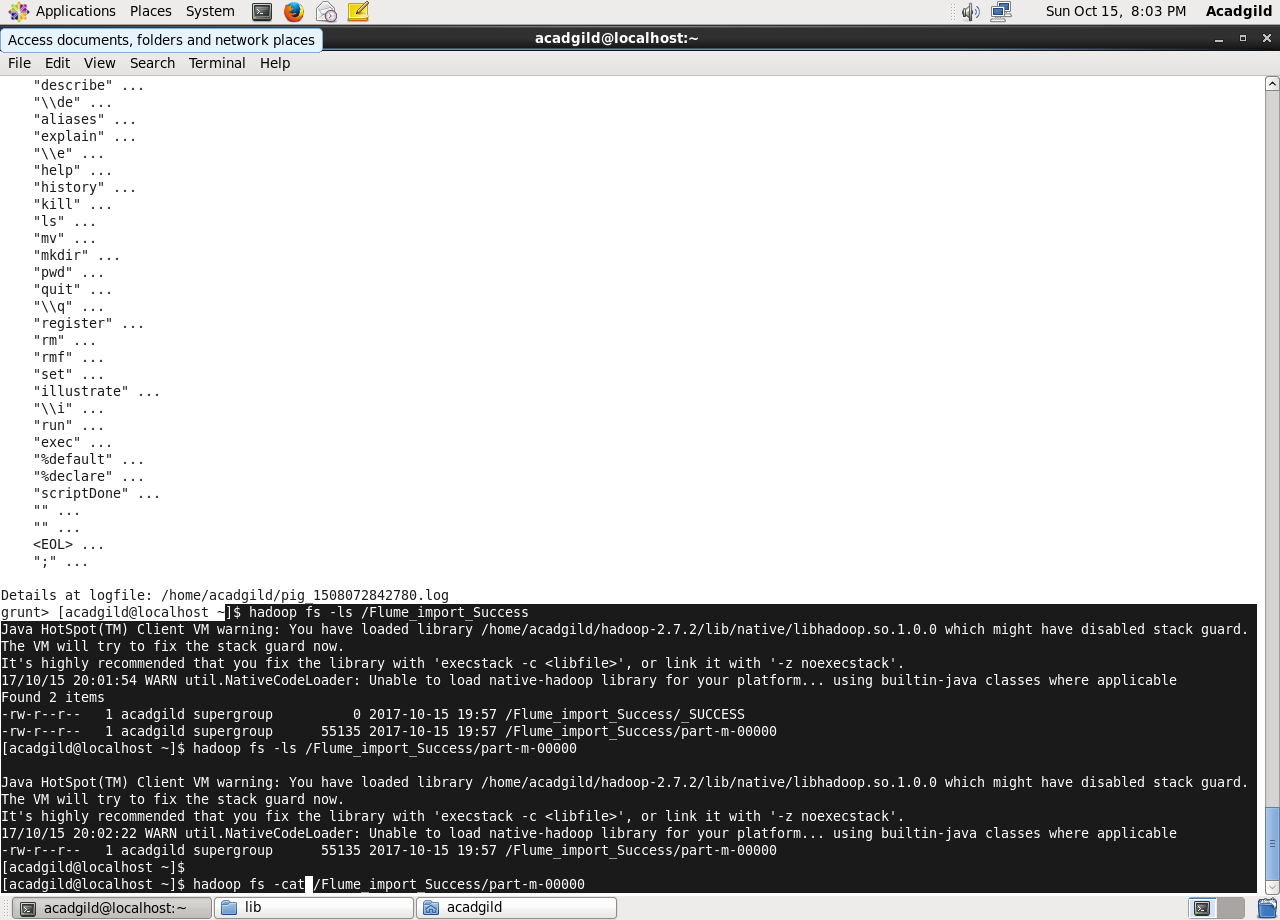 Applications Places System Sun Oct 15, 8:03 PM Acadgild
Access documents, folders and network places
acadgild@localhost:~
File Edit View Search Terminal Help
"describe" ...
"\\de" ...
"aliases" ...
"explain" ...
"\\e" ...
"help" ...
"history" ...
"kill" ...
"ls" ...
"mv" ...
"mkdir" ...
"pwd" ...
"quit" ...
"\\q" ...
"register" ...
"rm" ...
"rmf" ...
"set" ...
"illustrate" ...
"\\i" ...
"run" ...
"exec" ...
"%default" ...
"%declare" ...
"scriptDone" ...
"" ...
"" ...
<EOL> ...
";" ...
Details at logfile: /home/acadgild/pig_1508072842780.log
grunt> [acadgild@localhost ~]$ hadoop fs -ls /Flume_import_Success
Java HotSpot(TM) Client VM warning: You have loaded library /home/acadgild/hadoop-2.7.2/lib/native/libhadoop.so.1.0.0 which might have disabled stack guard.
The VM will try to fix the stack guard now.
It's highly recommended that you fix the library with 'execstack -c <libfile>', or link it with '-z noexecstack'.
17/10/15 20:01:54 WARN util.NativeCodeLoader: Unable to load native-hadoop library for your platform... using builtin-java classes where applicable
Found 2 items
-rw-r--r--   1 acadgild supergroup          0 2017-10-15 19:57 /Flume_import_Success/_SUCCESS
-rw-r--r--   1 acadgild supergroup      55135 2017-10-15 19:57 /Flume_import_Success/part-m-00000
[acadgild@localhost ~]$ hadoop fs -ls /Flume_import_Success/part-m-00000
Java HotSpot(TM) Client VM warning: You have loaded library /home/acadgild/hadoop-2.7.2/lib/native/libhadoop.so.1.0.0 which might have disabled stack guard.
The VM will try to fix the stack guard now.
It's highly recommended that you fix the library with 'execstack -c <libfile>', or link it with '-z noexecstack'.
17/10/15 20:02:22 WARN util.NativeCodeLoader: Unable to load native-hadoop library for your platform... using builtin-java classes where applicable
-rw-r--r--   1 acadgild supergroup      55135 2017-10-15 19:57 /Flume_import_Success/part-m-00000
[acadgild@localhost ~]$
[acadgild@localhost ~]$ hadoop fs -cat /Flume_import_Success/part-m-00000
acadgild@localhost:~ lib acadgild